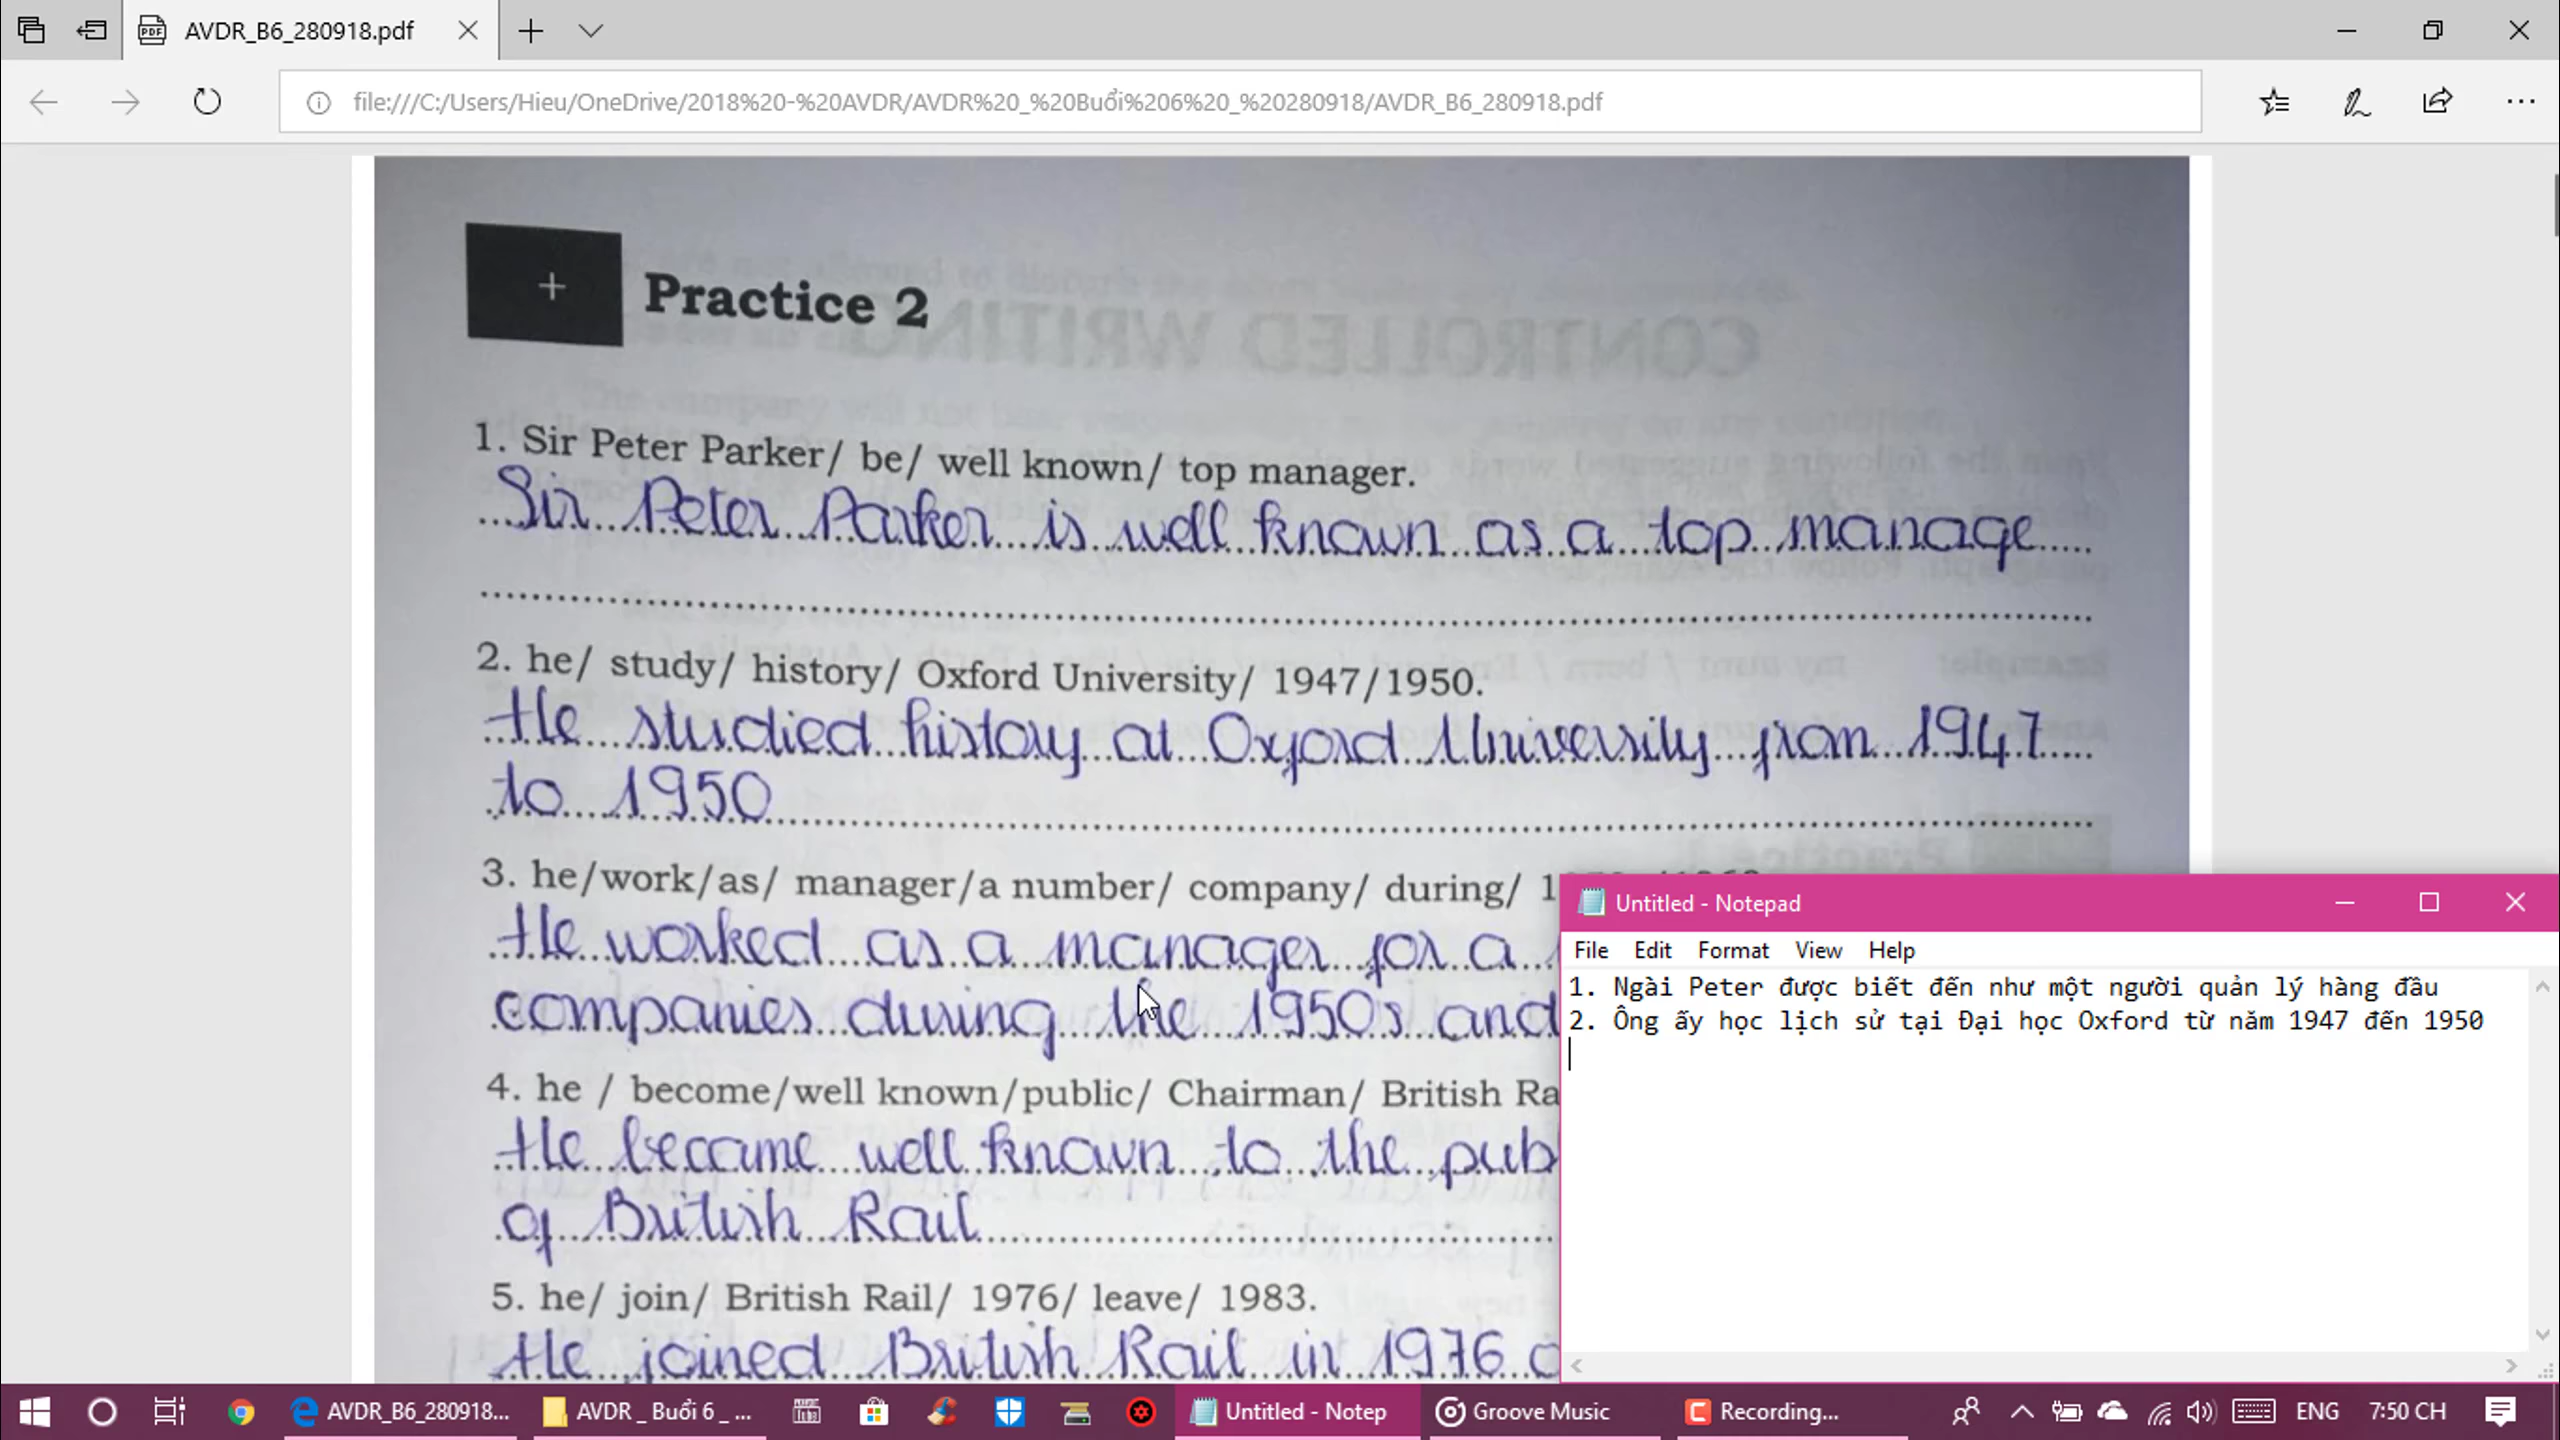 AVDR_B6_280918.pdf
file:///C:/Users/Hieu/OneDrive/2018%20-%20AVDR/AVDR%20_%20Buổi%206%20_%20280918/AVDR_B6_280918.pdf
Practice 2
CONTROLLED WRITING
1. Sir Peter Parker/ be/ well known/ top manager.
Sir Peter Parker is well known as a top manage
2. he/ study/ history/ Oxford University/ 1947/1950.
He studied history at Oxford University from 1947
to 1950
3. he/work/as/ manager/a number/ company/ during/
He worked as a manager for a
companies during the 1950s and
4. he / become/well known/public/ Chairman/ British Ra
He became well known to the pub
of British Rail
5. he/ join/ British Rail/ 1976/ leave/ 1983.
He joined British Rail in 1976
Untitled - Notepad
File Edit Format View Help
1. Ngài Peter được biết đến như một người quản lý hàng đầu
2. Ông ấy học lịch sử tại Đại học Oxford từ năm 1947 đến 1950
AVDR_B6_280918... AVDR _ Buổi 6 _ ... Untitled - Notep Groove Music Recording... ENG 7:50 CH